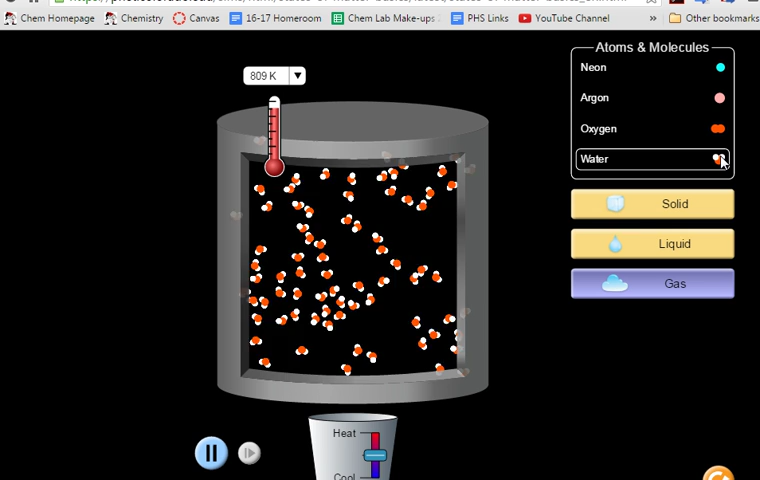 Chem Homepage Chemistry Canvas 16-17 Homeroom Chem Lab Make-ups PHS Links YouTube Channel » Other bookmarks
Atoms & Molecules
809 K
Neon
Argon
Oxygen
Water
Solid
Liquid
Gas
Heat
Cool